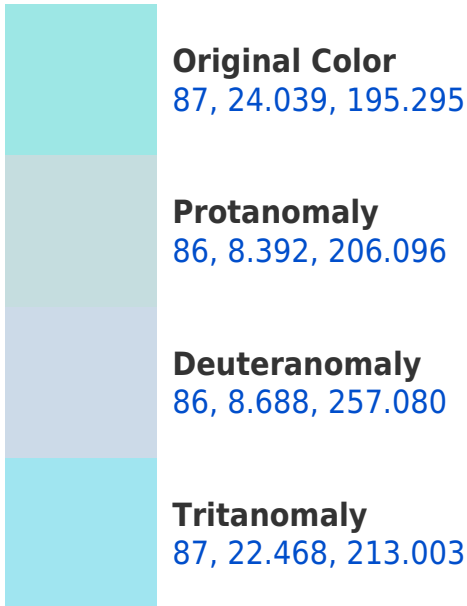 Original Color
87, 24.039, 195.295
Protanomaly
86, 8.392, 206.096
Deuteranomaly
86, 8.688, 257.080
Tritanomaly
87, 22.468, 213.003